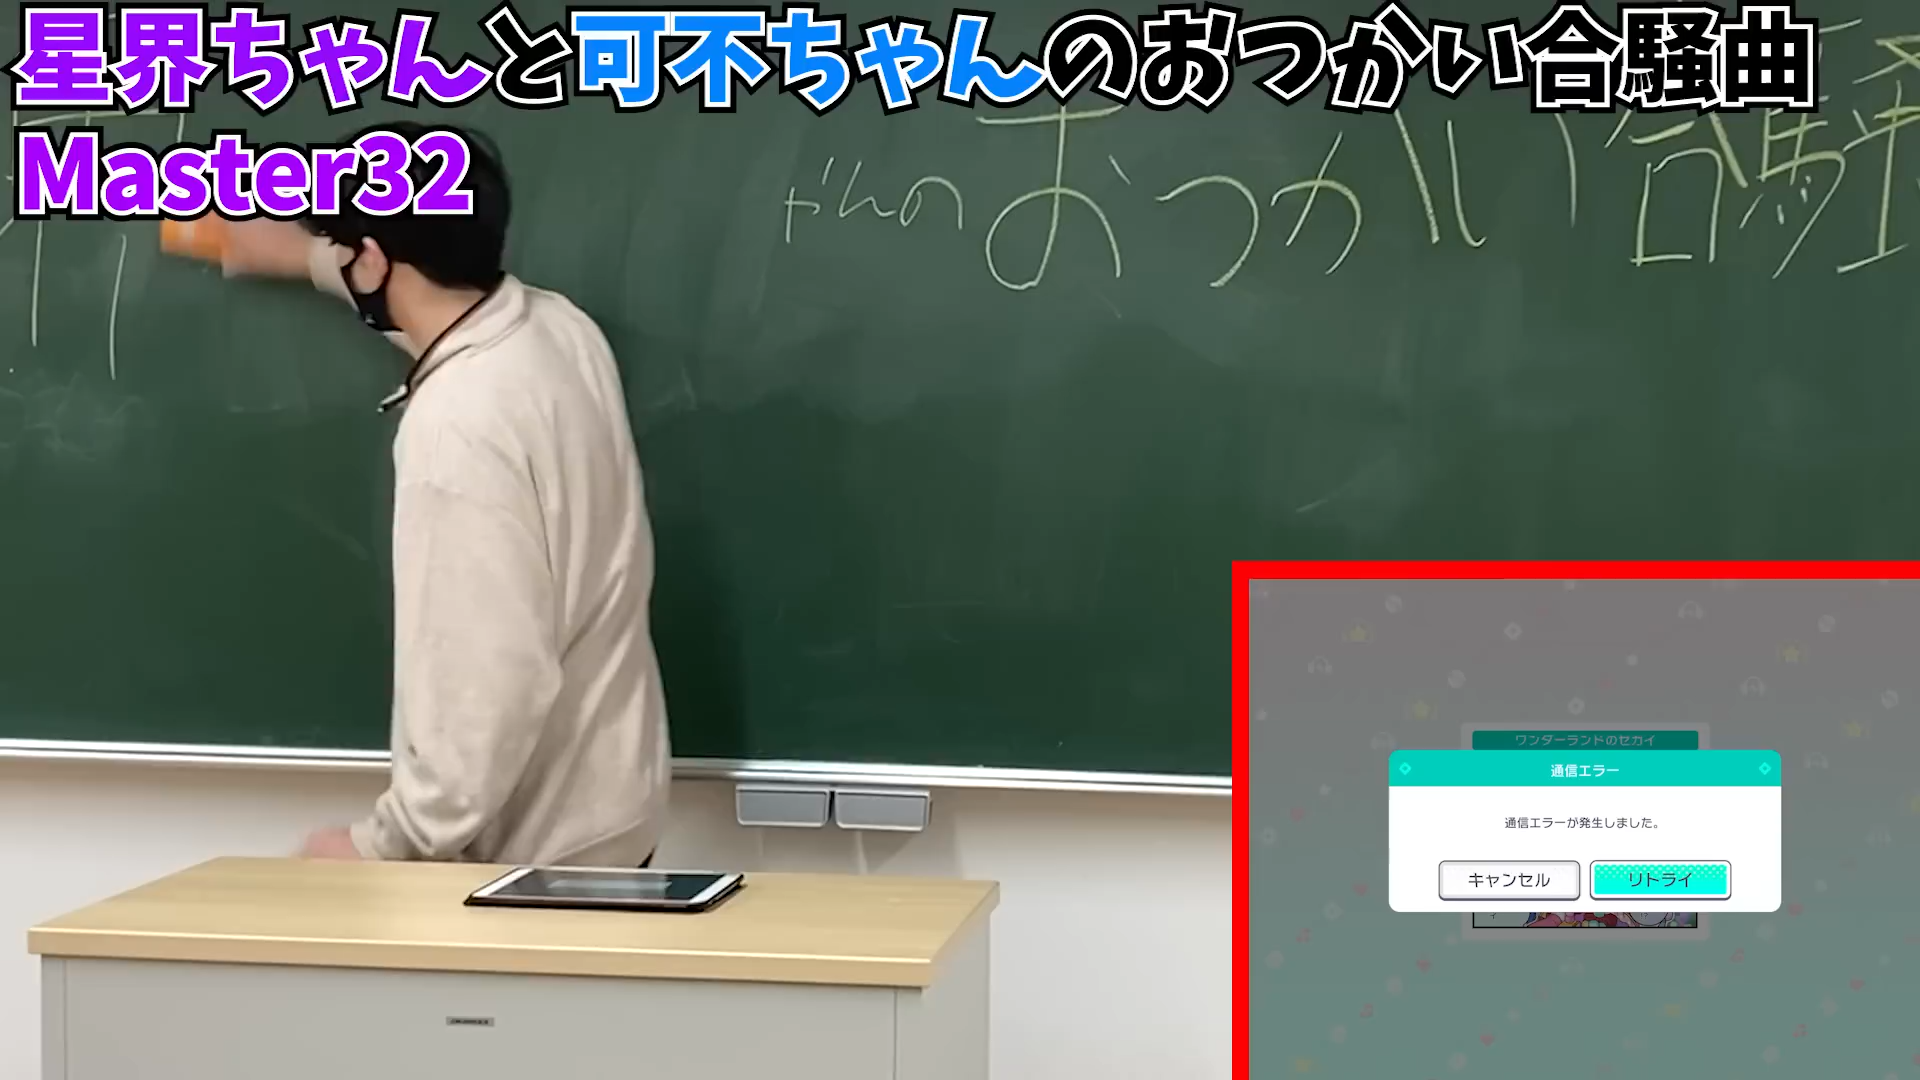 星界ちゃんと可不ちゃんのおつかい合騒曲
Master32
ゃんのおつかい合騒
ワンダーランドのセカイ
通信エラー
通信エラーが発生しました。
キャンセル
リトライ